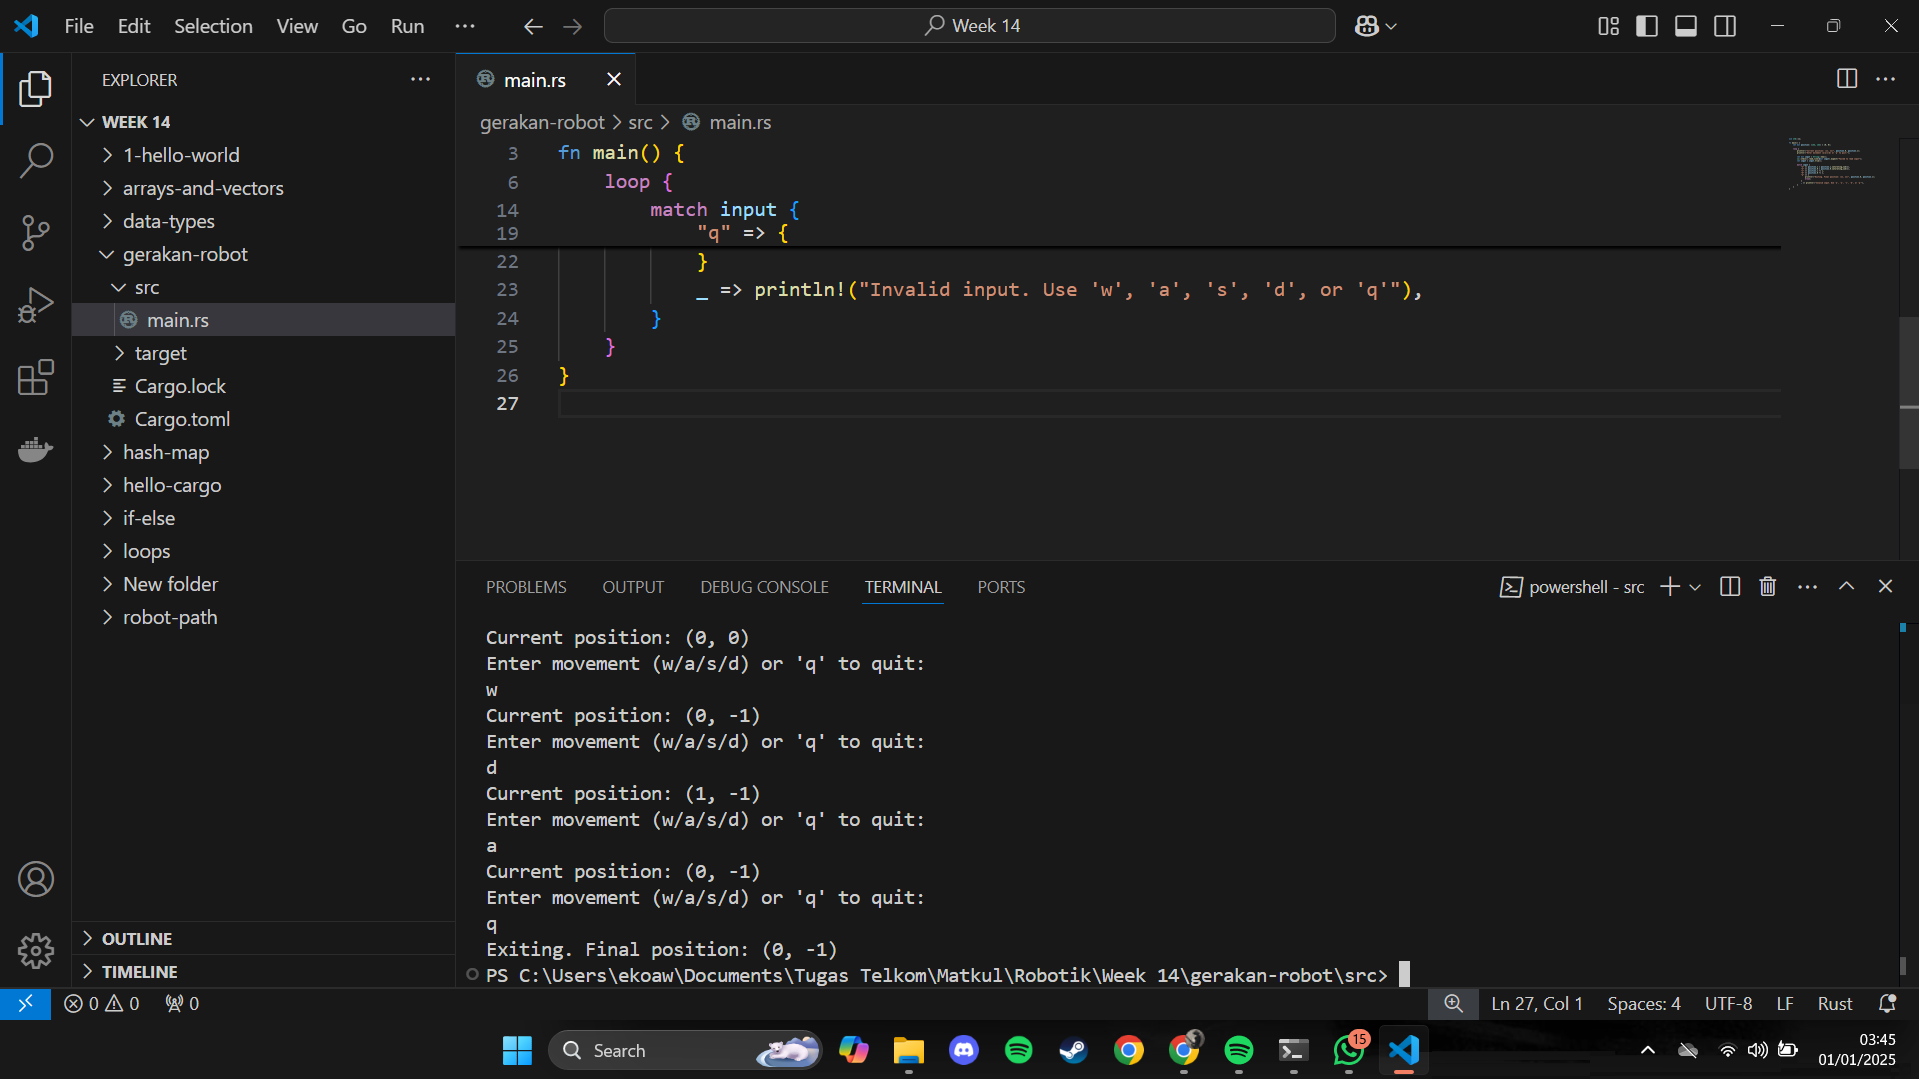 File Edit Selection View Go Run ···
Week 14
EXPLORER
WEEK 14
1-hello-world
arrays-and-vectors
data-types
gerakan-robot
src
main.rs
target
Cargo.lock
Cargo.toml
hash-map
hello-cargo
if-else
loops
New folder
robot-path
OUTLINE
TIMELINE
main.rs
gerakan-robot > src > main.rs
3 fn main() {
6 loop {
14 match input {
19 "q" => {
22 }
23 _ => println!("Invalid input. Use 'w', 'a', 's', 'd', or 'q'"),
24 }
25 }
26 }
27
PROBLEMS OUTPUT DEBUG CONSOLE TERMINAL PORTS
powershell - src
Current position: (0, 0)
Enter movement (w/a/s/d) or 'q' to quit:
w
Current position: (0, -1)
Enter movement (w/a/s/d) or 'q' to quit:
d
Current position: (1, -1)
Enter movement (w/a/s/d) or 'q' to quit:
a
Current position: (0, -1)
Enter movement (w/a/s/d) or 'q' to quit:
q
Exiting. Final position: (0, -1)
PS C:\Users\ekoaw\Documents\Tugas Telkom\Matkul\Robotik\Week 14\gerakan-robot\src>
0 0 0
Ln 27, Col 1 Spaces: 4 UTF-8 LF Rust
Search
15
03:45
01/01/2025